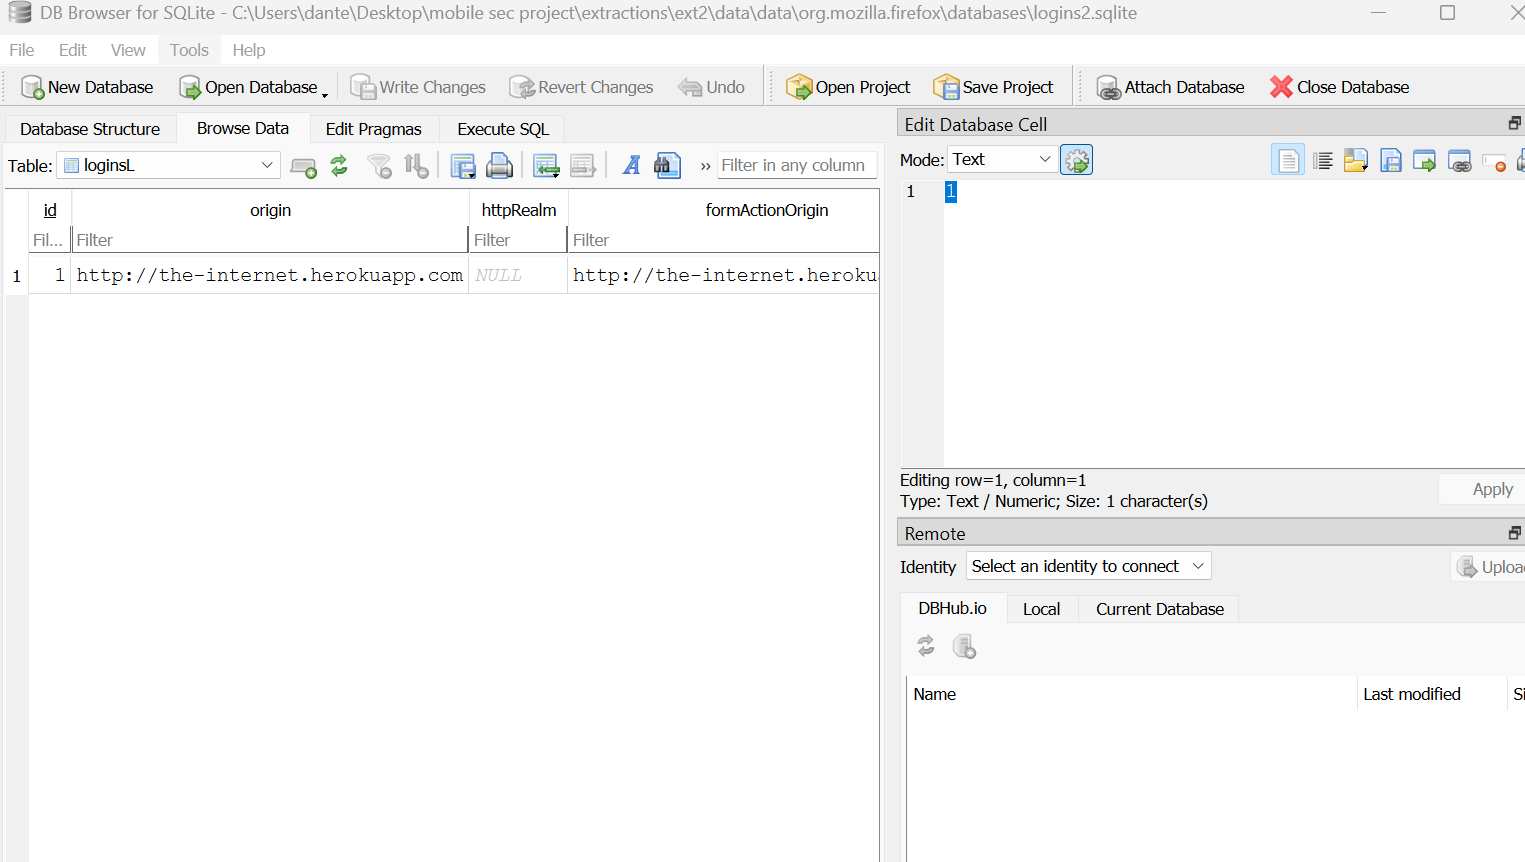 DB Browser for SQLite - C:\Users\dante\Desktop\mobile sec project\extractions\ext2\data\data\org.mozilla.firefox\databases\logins2.sqlite
File Edit View Tools Help
New Database Open Database Write Changes Revert Changes Undo Open Project Save Project Attach Database Close Database
Database Structure Browse Data Edit Pragmas Execute SQL
Table: loginsL » Filter in any column
id origin httpRealm formActionOrigin
Fil... Filter Filter Filter
1 1 http://the-internet.herokuapp.com NULL http://the-internet.heroku
Edit Database Cell
Mode: Text
1 1
Editing row=1, column=1
Type: Text / Numeric; Size: 1 character(s)
Apply
Remote
Identity Select an identity to connect Uploa
DBHub.io Local Current Database
Name Last modified Si